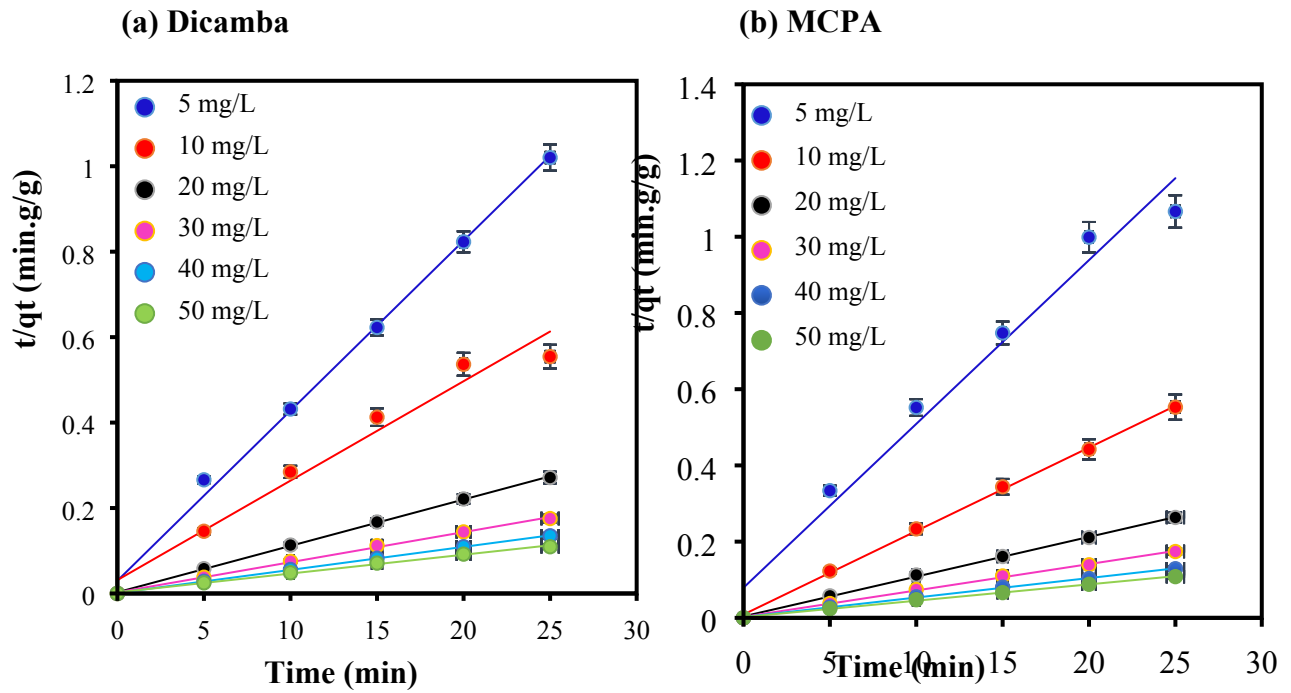 (a) Dicamba
t/qt (min.g/g)
1.2
1
0.8
0.6
0.4
0.2
0
5 mg/L
10 mg/L
20 mg/L
30 mg/L
40 mg/L
50 mg/L
0 5 10 15 20 25 30
Time (min)
(b) MCPA
t/qt (min.g/g)
1.4
1.2
1
0.8
0.6
0.4
0.2
0
5 mg/L
10 mg/L
20 mg/L
30 mg/L
40 mg/L
50 mg/L
0 5 10 15 20 25 30
Time (min)